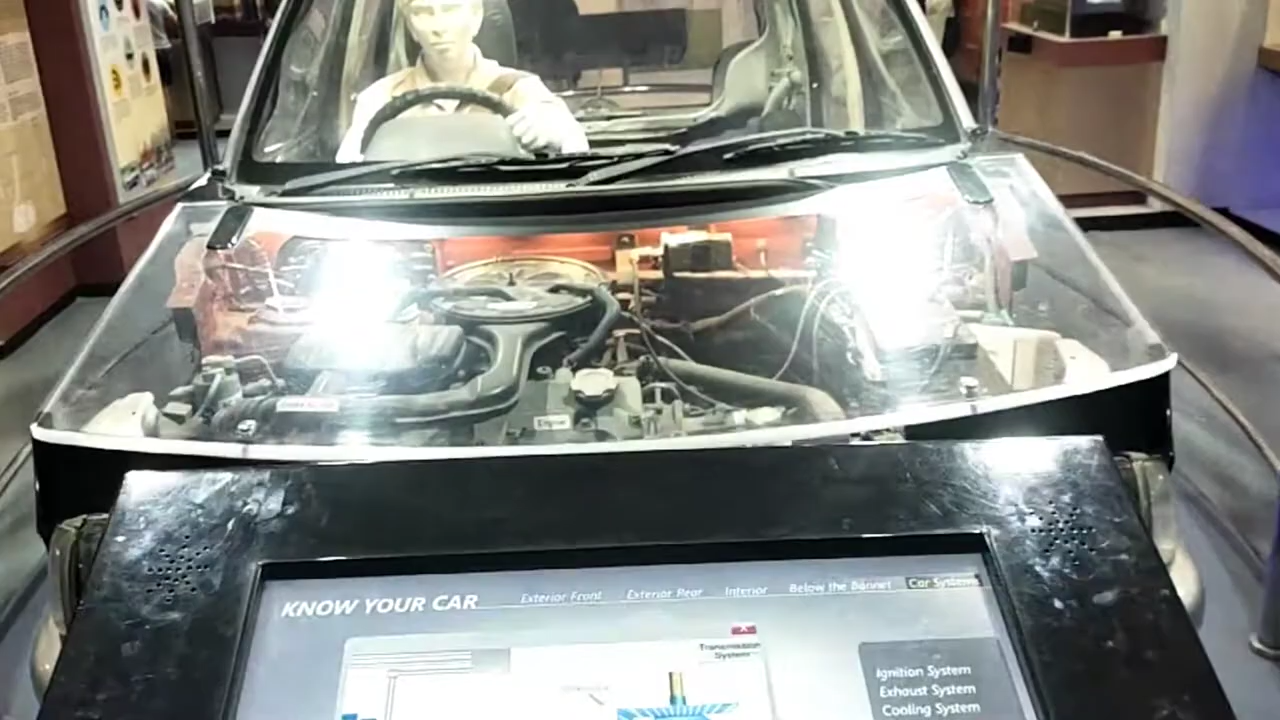 Engine
KNOW YOUR CAR
Exterior Front
Exterior Rear
Interior
Below the Bonnet
Car Systems
X
Transmission
System
Ignition System
Exhaust System
Cooling System